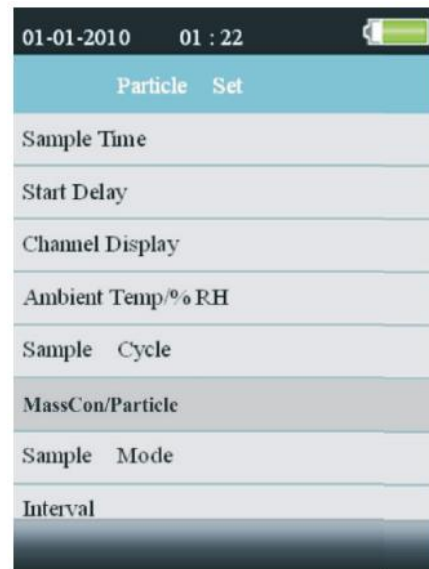 01-01-2010 01 : 22
Particle Set
Sample Time
Start Delay
Channel Display
Ambient Temp/% RH
Sample Cycle
MassCon/Particle
Sample Mode
Interval